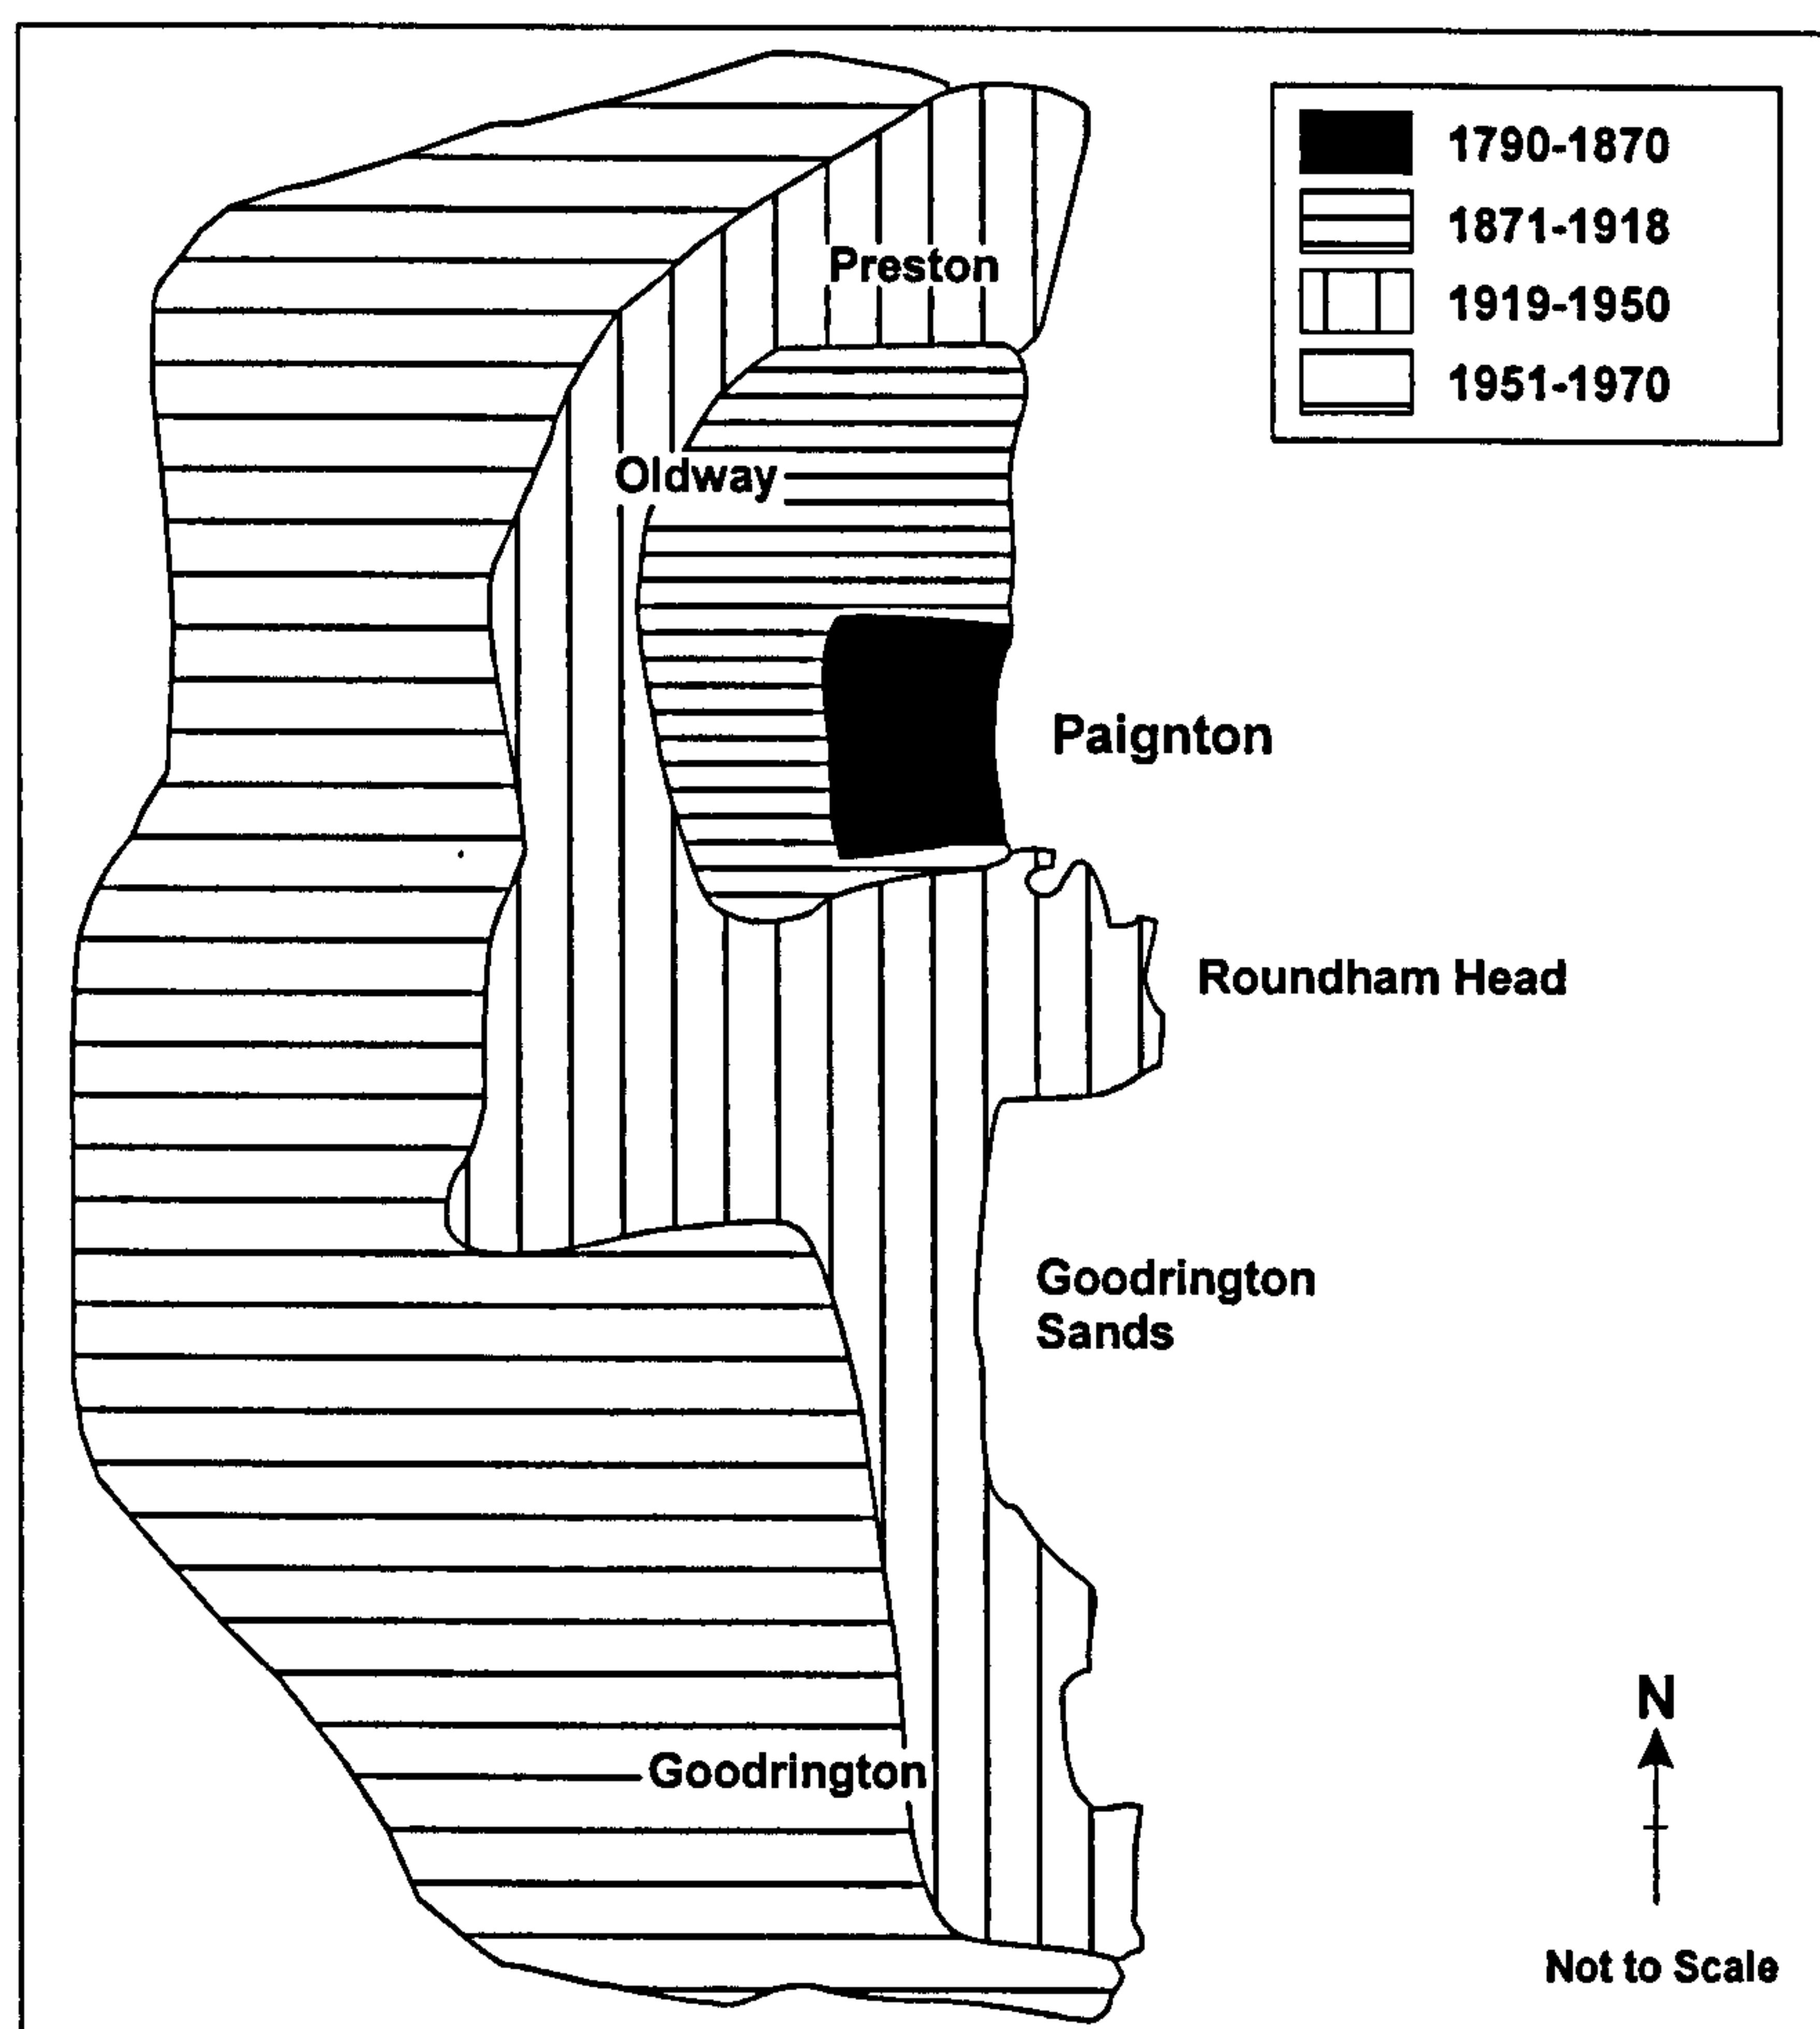 1790-1870
1871-1918
1919-1950
1951-1970
Preston
Oldway
Paignton
Roundham Head
Goodrington
Sands
Goodrington
N
Not to Scale